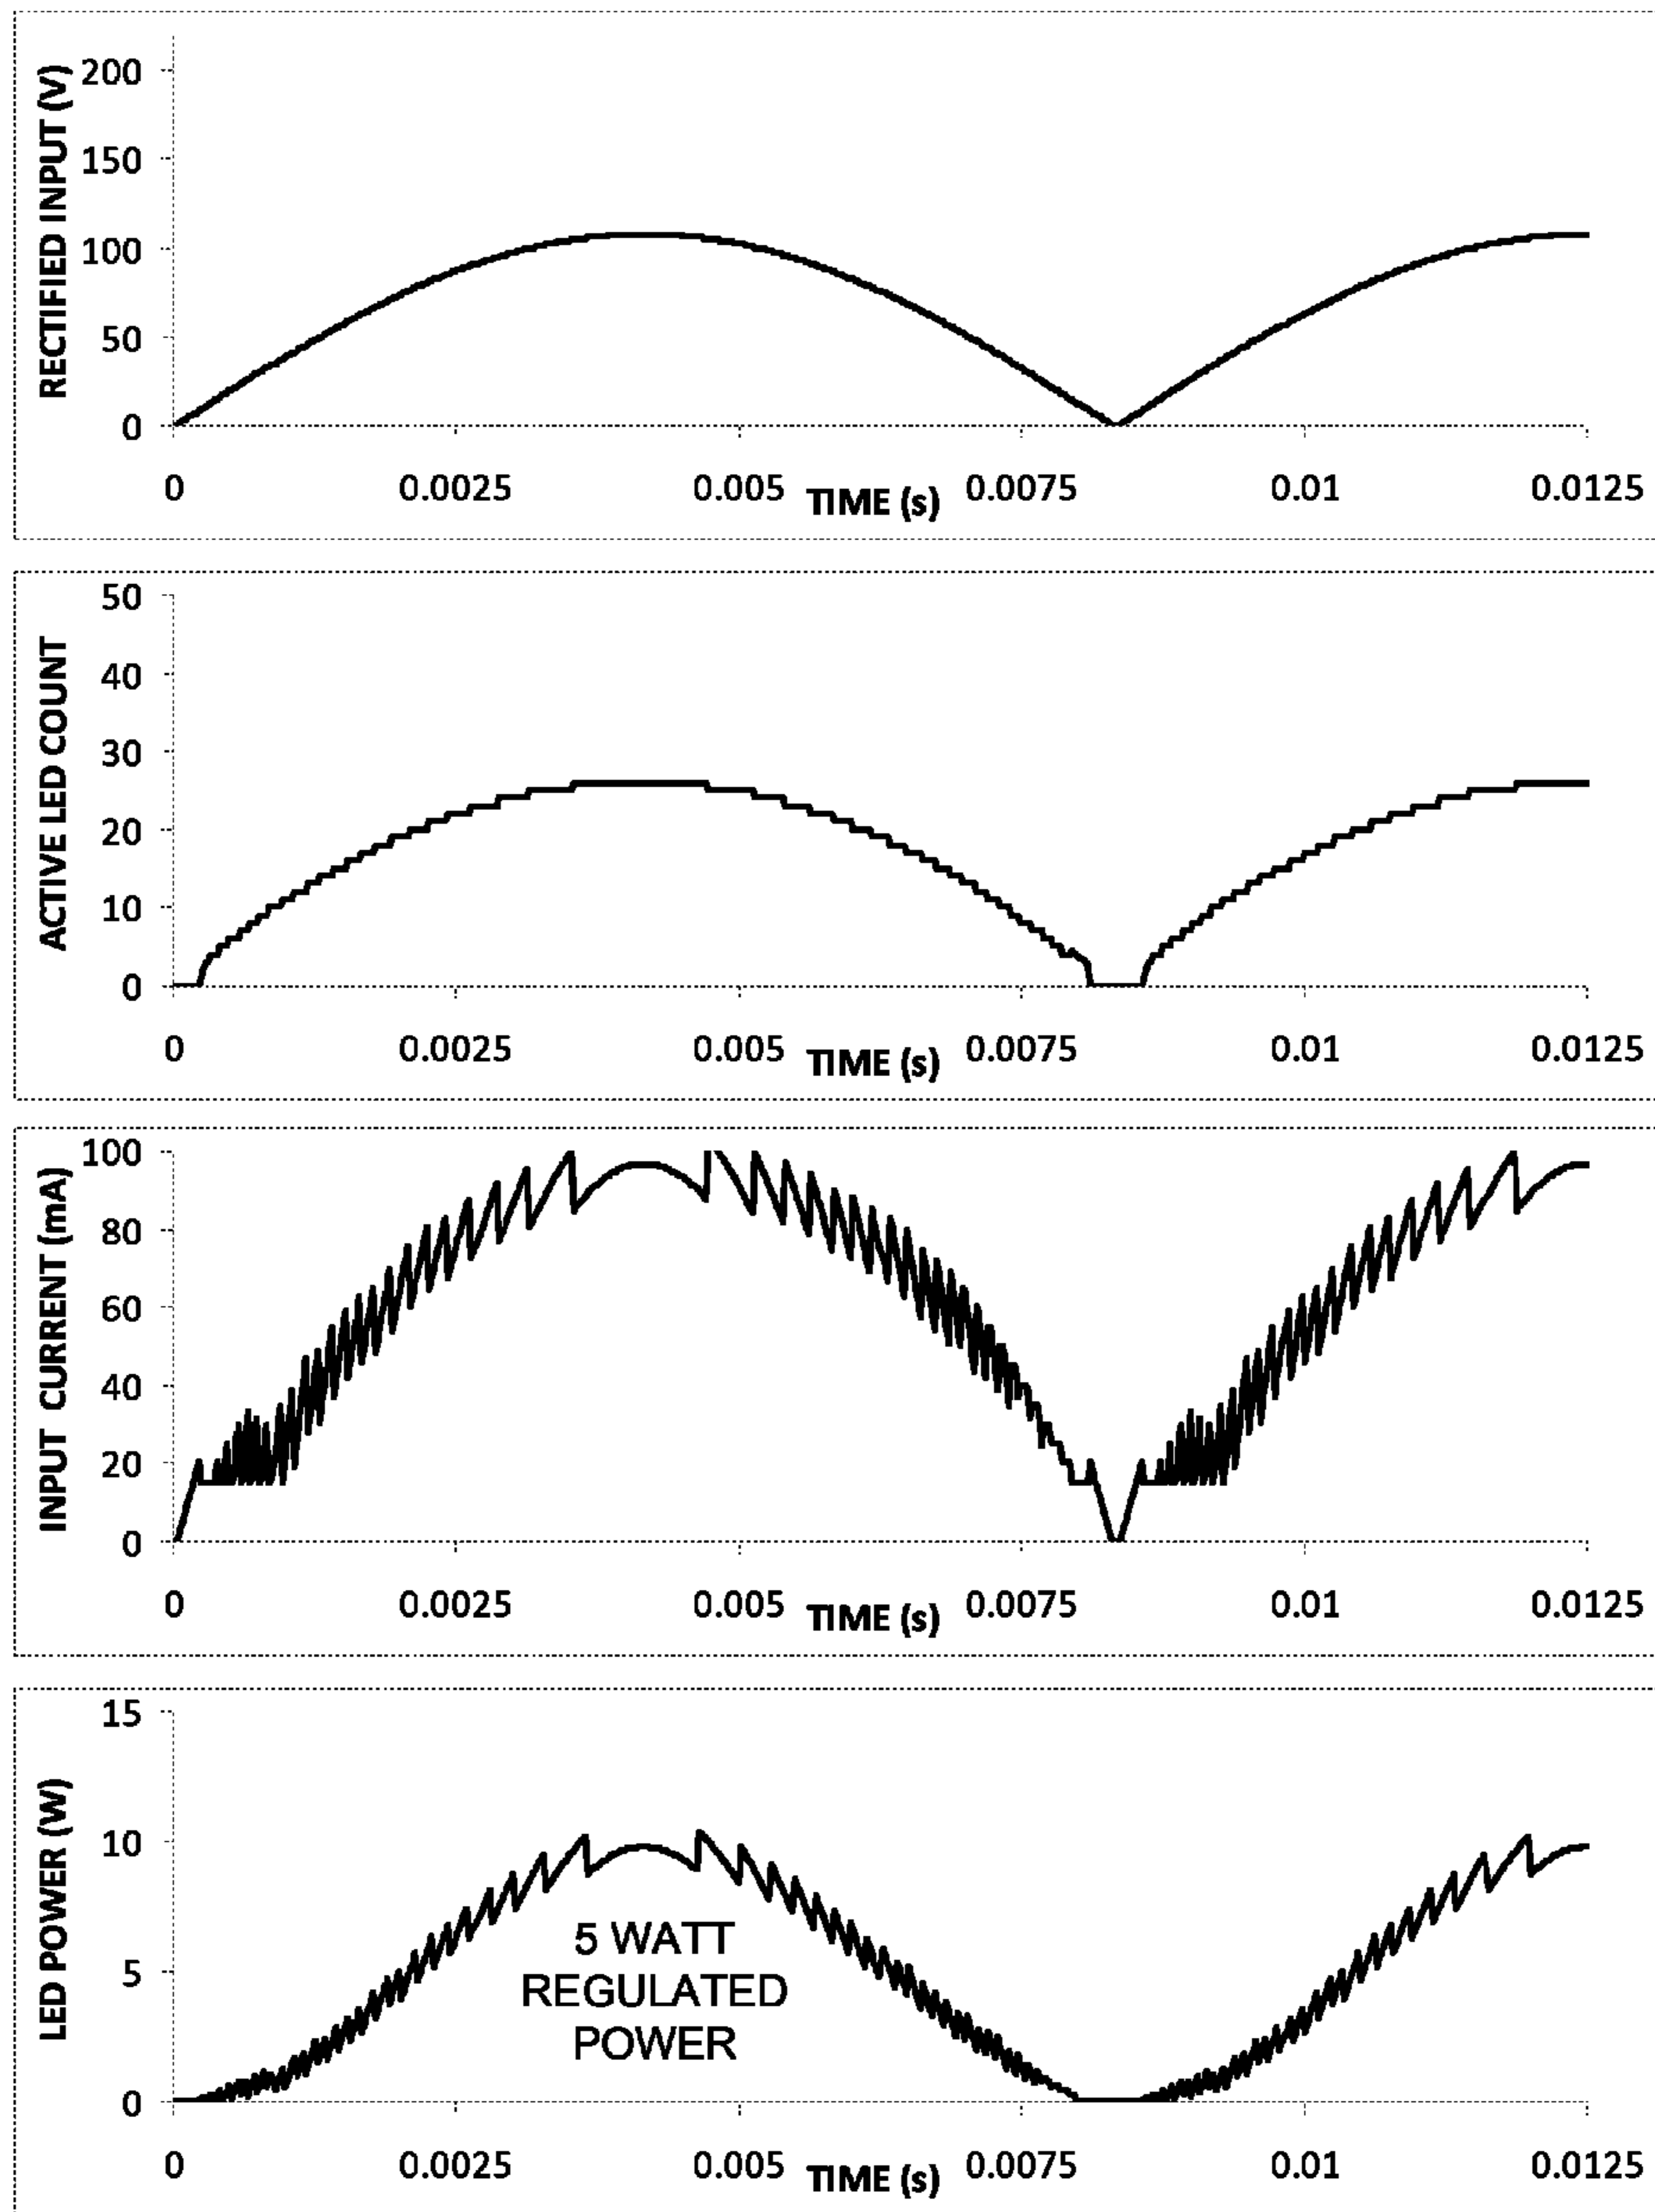 RECTIFIED INPUT (V)
200
150
100
50
0
0 0.0025 0.005 0.0075 0.01 0.0125
TIME (s)
ACTIVE LED COUNT
50
40
30
20
10
0
0 0.0025 0.005 0.0075 0.01 0.0125
TIME (s)
INPUT CURRENT (mA)
100
80
60
40
20
0
0 0.0025 0.005 0.0075 0.01 0.0125
TIME (s)
LED POWER (W)
15
10
5
0
5 WATT
REGULATED
POWER
0 0.0025 0.005 0.0075 0.01 0.0125
TIME (s)